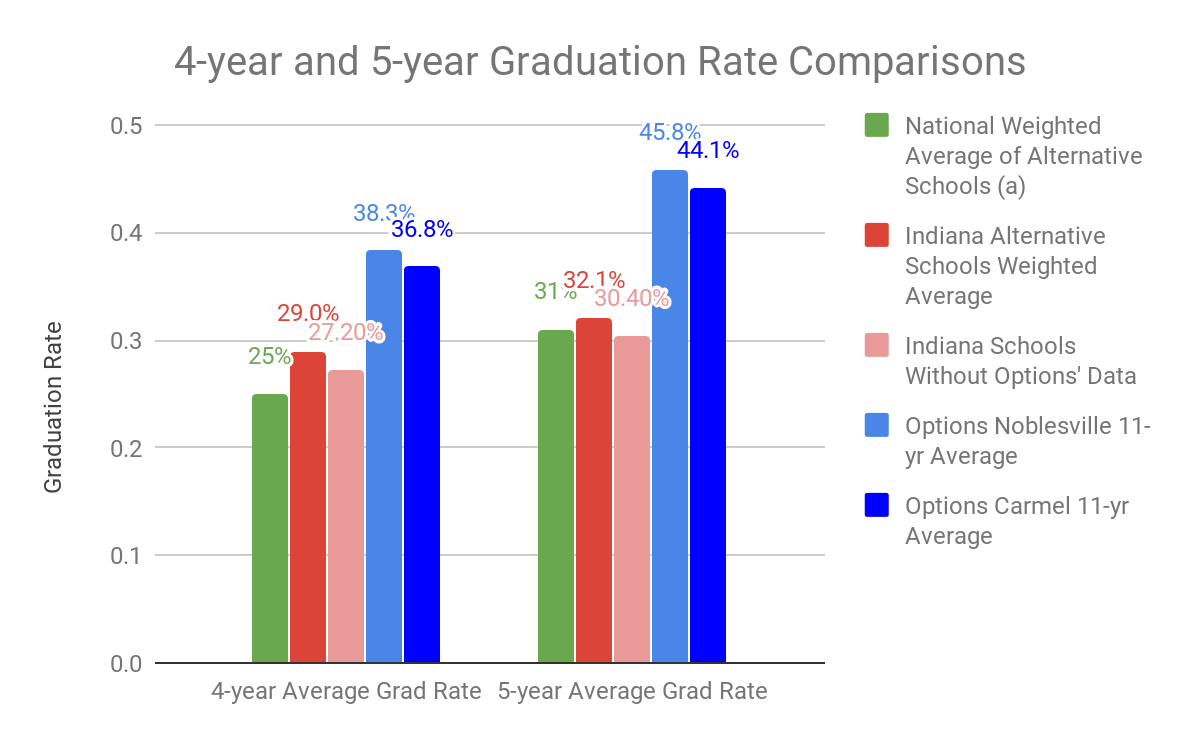 4-year and 5-year Graduation Rate Comparisons
Graduation Rate
0.5
0.4
0.3
0.2
0.1
0.0
25%
29.0%
27.20%
38.3%
36.8%
31%
32.1%
30.40%
45.8%
44.1%
4-year Average Grad Rate
5-year Average Grad Rate
National Weighted
Average of Alternative
Schools (a)
Indiana Alternative
Schools Weighted
Average
Indiana Schools
Without Options' Data
Options Noblesville 11-
yr Average
Options Carmel 11-yr
Average